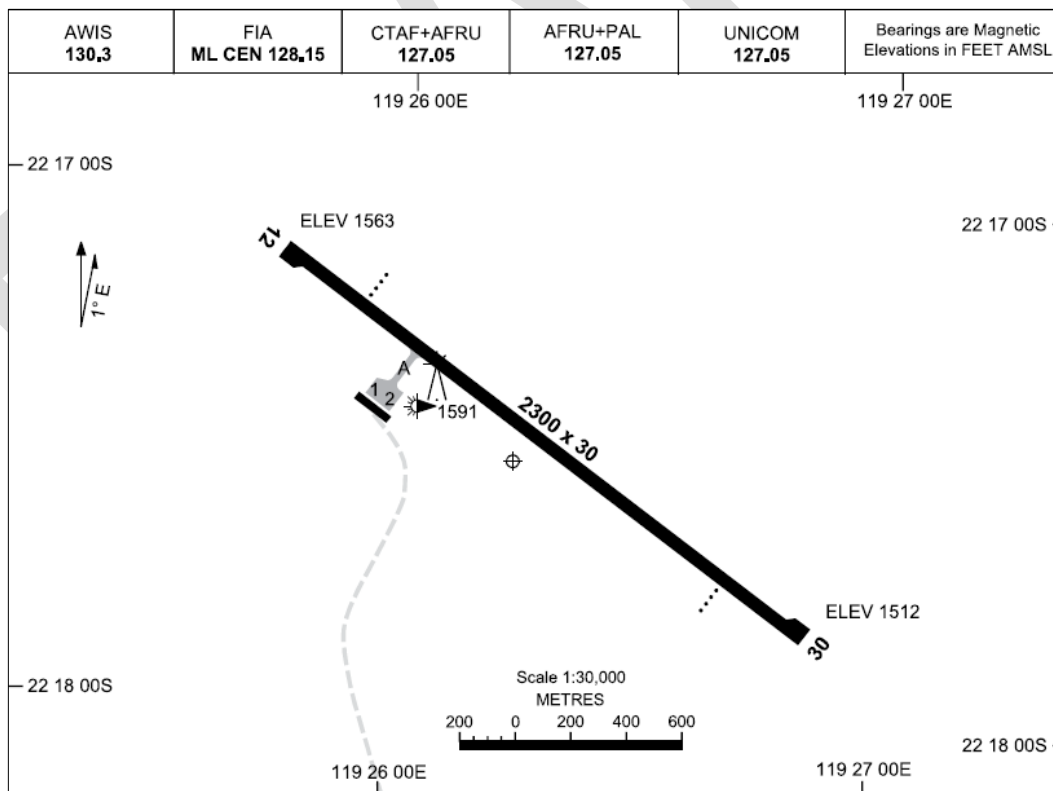 AWIS
130.3
FIA
ML CEN 128.15
CTAF+AFRU
127.05
AFRU+PAL
127.05
UNICOM
127.05
Bearings are Magnetic
Elevations in FEET AMSL
119 26 00E
119 27 00E
22 17 00S
22 17 00S
ELEV 1563
12
1° E
A
1
2
1591
2300 x 30
ELEV 1512
30
22 18 00S
22 18 00S
Scale 1:30,000
METRES
200 0 200 400 600
119 26 00E
119 27 00E